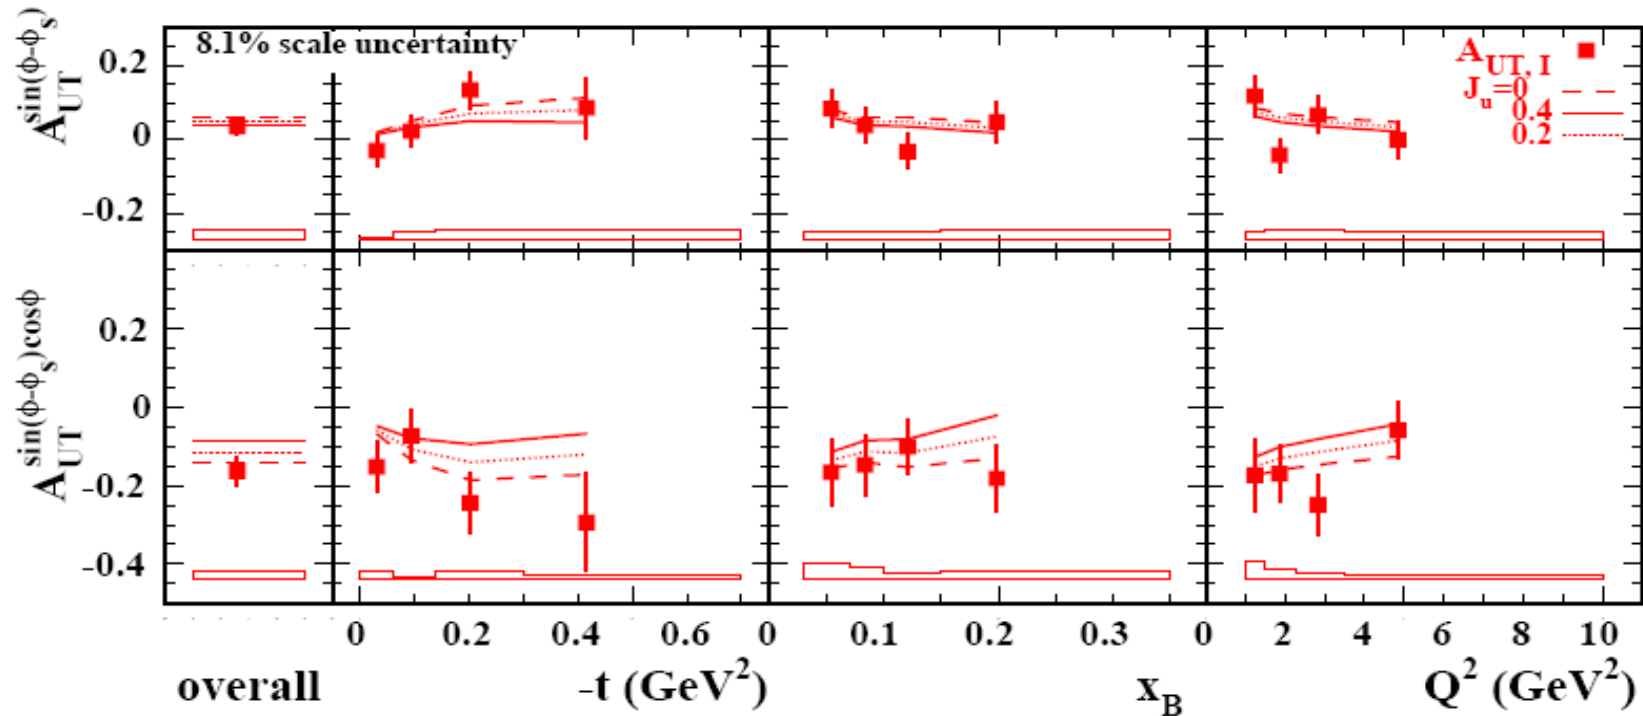 8.1% scale uncertainty
A_UT^sin(ϕ-ϕ_s)
0.2
0
-0.2
A_UT, I
J_u=0
0.4
0.2
A_UT^sin(ϕ-ϕ_s)cosϕ
0.2
0
-0.2
-0.4
0 0.2 0.4 0.6 0 0.1 0.2 0.3 0 2 4 6 8 10
overall -t (GeV²) x_B Q² (GeV²)